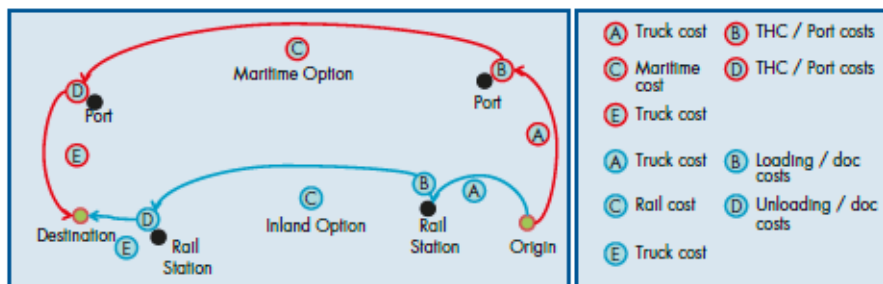 C
Maritime Option
D
Port
B
Port
A
E
C
Inland Option
B
A
D
E
Destination
Rail
Station
Rail
Station
Origin
A Truck cost
B THC / Port costs
C Maritime
cost
D THC / Port costs
E Truck cost
A Truck cost
B Loading / doc
costs
C Rail cost
D Unloading / doc
costs
E Truck cost